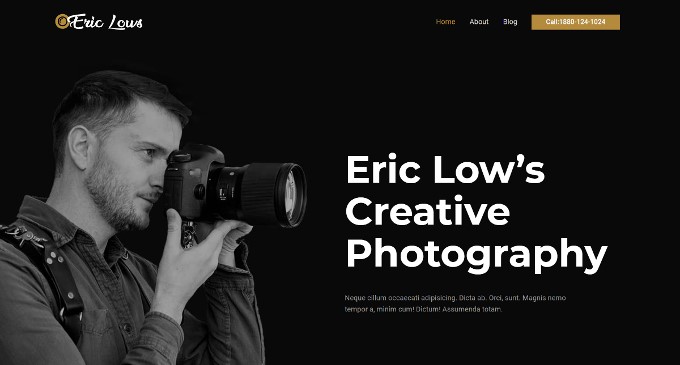 Eric Lows
Home About Blog Call:1880-124-1024
Eric Low's
Creative
Photography
Neque cillum occaecati adipisicing. Dicta ab. Orci, sunt. Magnis nemo
tempor a, minim cum! Dictum! Assumenda totam.